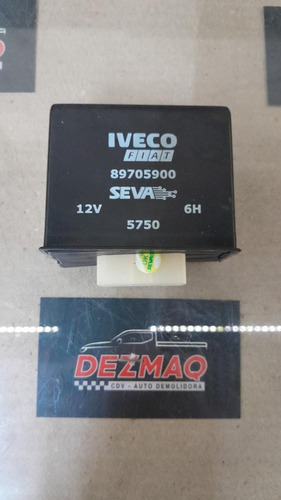 IVECO
FIAT
89705900
SEVA
12V 6H
5750
DEZMAQ
CDV - AUTO DEMOLIDORA